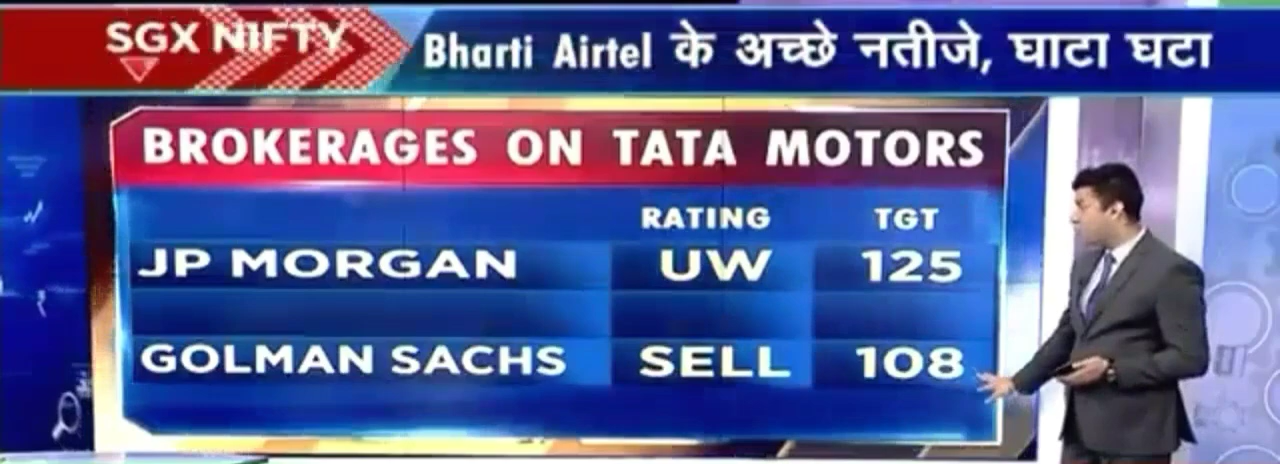 SGX NIFTY
Bharti Airtel के अच्छे नतीजे, घाटा घटा
BROKERAGES ON TATA MOTORS
RATING TGT
JP MORGAN UW 125
GOLMAN SACHS SELL 108